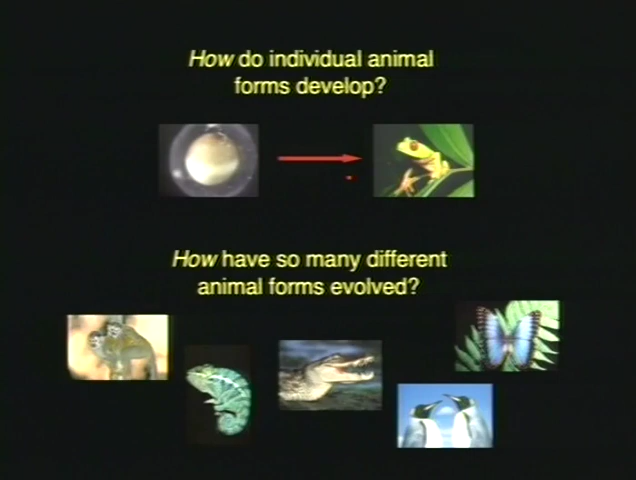 How do individual animal
forms develop?
How have so many different
animal forms evolved?